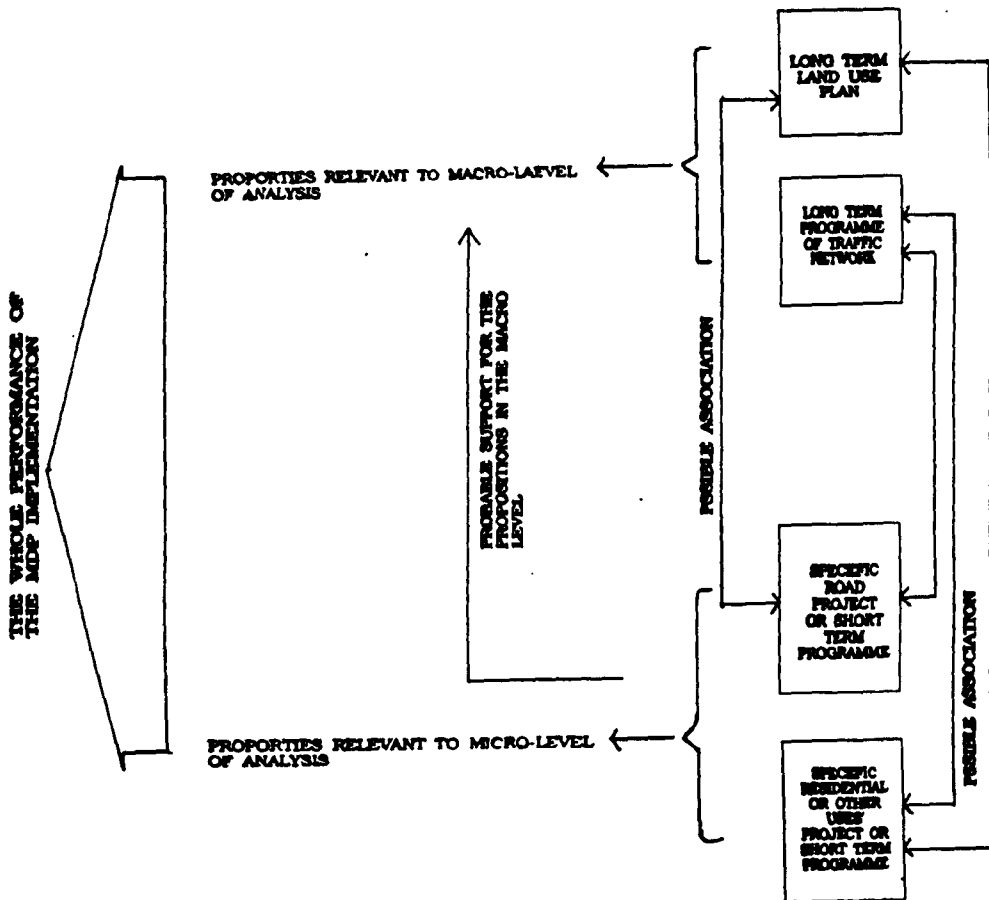 THE WHOLE PERFORMANCE OF
THE MDP IMPLEMENTATION
PROPORTIES RELEVANT TO MACRO-LAEVEL
OF ANALYSIS
PROBABLE SUPPORT FOR THE
PROPOSITIONS IN THE MACRO
LEVEL
PROPORTIES RELEVANT TO MICRO-LEVEL
OF ANALYSIS
PSSIBLE ASSOCIATION
LONG TERM
LAND USE
PLAN
LONG TERM
PROGRAMME
OF TRAFFIC
NETWORK
SPECEFIC
ROAD
PROJECT
OR SHORT
TERM
PROGRAMME
SPECEFIC
RESIDENTIAL
OR OTHER
USES'
PROJECT OR
SHORT TERM
PROGRAMME
PSSIBLE ASSOCIATION